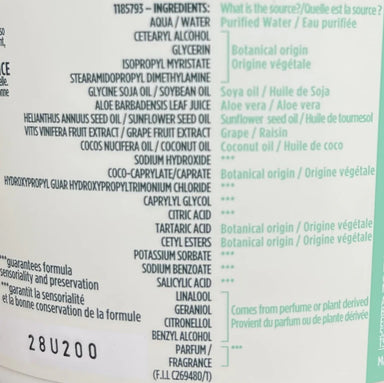 1185793 – INGREDIENTS: What is the source?/Quelle est la source?
AQUA / WATER Purified Water / Eau purifiée
CETEARYL ALCOHOL
GLYCERIN Botanical origin
ISOPROPYL MYRISTATE Origine végétale
STEARAMIDOPROPYL DIMETHYLAMINE
GLYCINE SOJA OIL / SOYBEAN OIL Soya oil / Huile de Soja
ALOE BARBADENSIS LEAF JUICE Aloe vera / Aloe vera
HELIANTHUS ANNUUS SEED OIL / SUNFLOWER SEED OIL Sunflower seed oil / Huile de tournesol
VITIS VINIFERA FRUIT EXTRACT / GRAPE FRUIT EXTRACT Grape / Raisin
COCOS NUCIFERA OIL / COCONUT OIL Coconut oil / Huile de coco
SODIUM HYDROXIDE ***
COCO-CAPRYLATE/CAPRATE Botanical origin / Origine végétale
HYDROXYPROPYL GUAR HYDROXYPROPYLTRIMONIUM CHLORIDE ***
CAPRYLYL GLYCOL ***
CITRIC ACID ***
TARTARIC ACID Botanical origin / Origine végétale
CETYL ESTERS Botanical origin / Origine végétale
POTASSIUM SORBATE ***
SODIUM BENZOATE ***
SALICYLIC ACID ***
LINALOOL
GERANIOL Comes from perfume or plant derived
CITRONELLOL Provient du parfum ou de plante dérivée
BENZYL ALCOHOL
PARFUM / ***
FRAGRANCE
(F.I.L C269480/1)
***guarantees formula
sensoriality and preservation
***garantit la sensorialité
et la bonne conservation de la formule
28U200